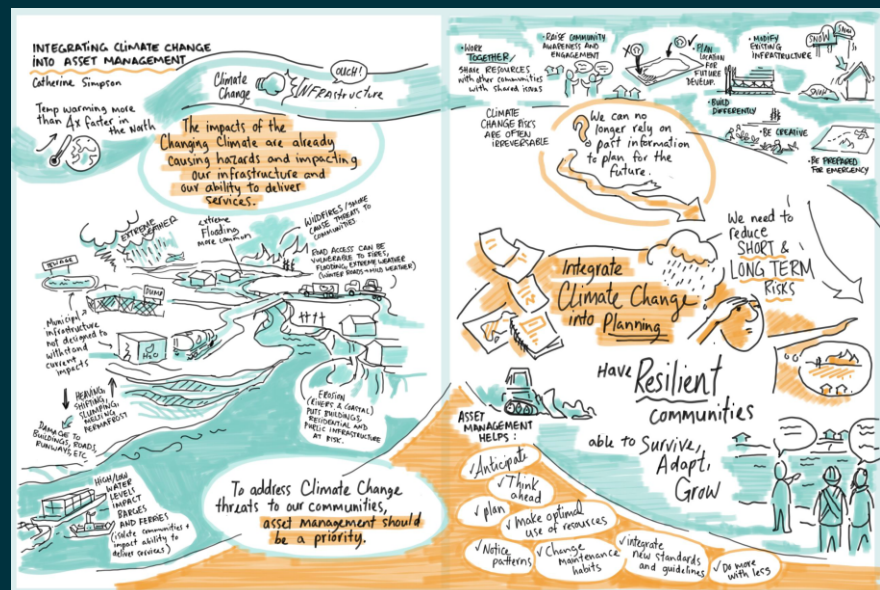 INTEGRATING CLIMATE CHANGE
INTO ASSET MANAGEMENT
Catherine Simpson
Temp warming more
than 4x faster in
the North
Climate
Change
OUCH!
INFRASTRUCTURE
The impacts of the
Changing Climate are already
causing hazards and impacting
our infrastructure and
our ability to deliver
services.
EXTREME
WEATHER
extreme
Flooding
more common
WILDFIRES/SMOKE
CAUSE THREATS TO
COMMUNITIES
ROAD ACCESS CAN BE
VULNERABLE TO FIRES,
FLOODING, EXTREME WEATHER
(WINTER ROADS → MILD WEATHER)
DUMP
Municipal
infrastructure
not designed to
withstand
current
impacts
H2O
HEAVING,
SHIFTING,
SLUMPING,
MELTING
PERMAFROST
DAMAGE TO
BUILDINGS, ROADS,
RUNWAYS, ETC
EROSION
(RIVERS & COASTAL)
PUTS BUILDINGS,
RESIDENTIAL AND
PUBLIC INFRASTRUCTURE
AT RISK.
HIGH/LOW
WATER
LEVELS
IMPACT
BARGES
AND FERRIES
(isolate communities +
impact ability to
deliver services)
To address Climate Change
threats to our communities,
asset management should
be a priority.
• WORK
TOGETHER/
SHARE RESOURCES
with other communities
with shared issues
• RAISE COMMUNITY
AWARENESS AND
ENGAGEMENT
X
✓ PLAN
LOCATION
FOR
FUTURE
DEVELOP.
• MODIFY
EXISTING
INFRASTRUCTURE
SNOW
SNOW
SNOW
• BUILD
DIFFERENTLY
• BE CREATIVE
• BE PREPARED
FOR EMERGENCY
CLIMATE
CHANGE RISKS
ARE OFTEN
IRREVERSABLE
?
We can no
longer rely on
past information
to plan for the
Future.
We need to
reduce
SHORT &
LONG TERM
RISKS
Integrate
Climate Change
into Planning
HAVE Resilient
communities
able to Survive,
Adapt,
Grow
ASSET
MANAGEMENT
HELPS:
✓ Anticipate
✓ Think
ahead
✓ plan
✓ Make optimal
use of resources
✓ Notice
patterns
✓ Change
Maintenance
habits
✓ integrate
new standards
and guidelines
✓ Do more
with less